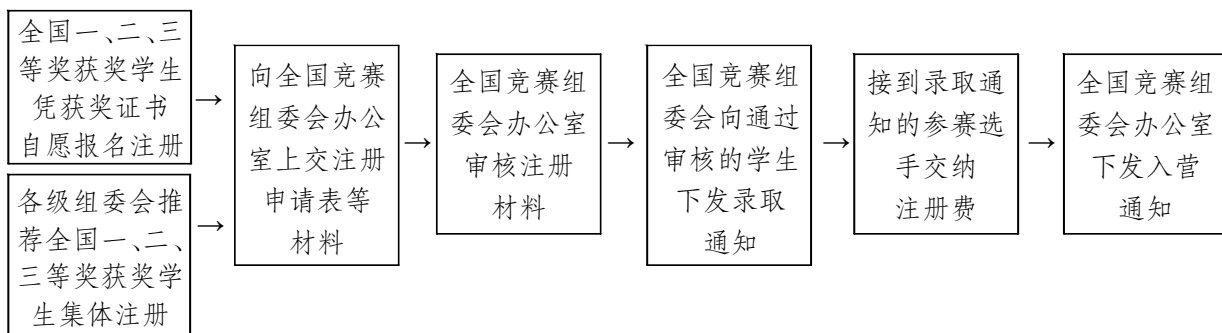 全国一、二、三
等奖获奖学生
凭获奖证书
自愿报名注册
→
各级组委会推
荐全国一、二、
三等奖获奖学
生集体注册
→
向全国竞赛
组委会办公
室上交注册
申请表等
材料
→
全国竞赛组
委会办公室
审核注册
材料
→
全国竞赛组
委会向通过
审核的学生
下发录取
通知
→
接到录取通
知的参赛选
手交纳
注册费
→
全国竞赛组
委会办公室
下发入营
通知